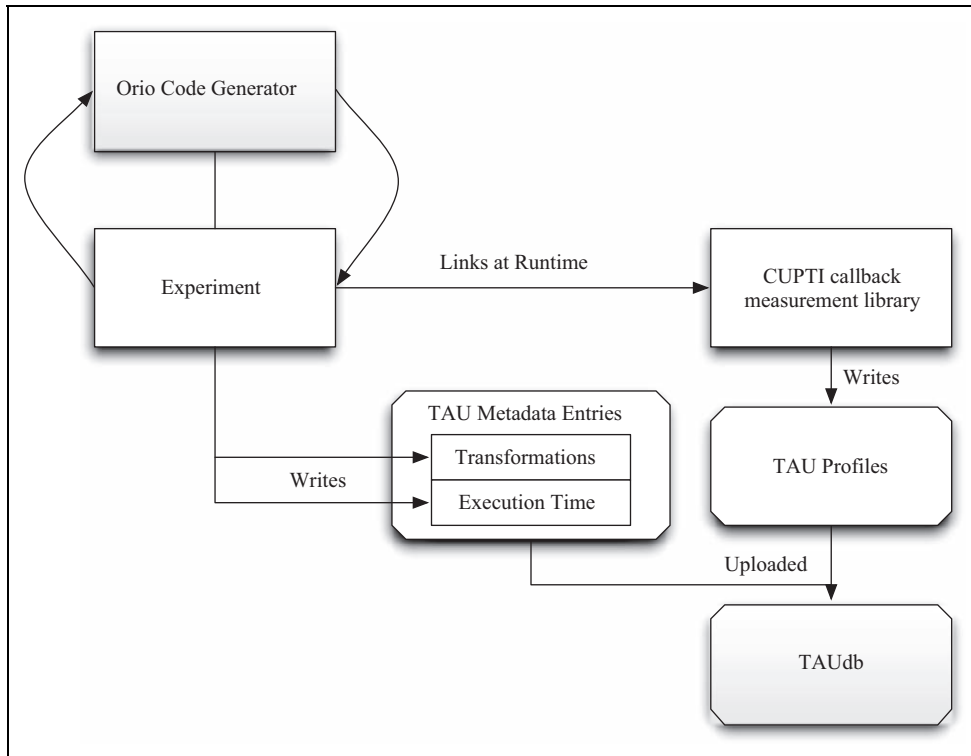 Orio Code Generator
Experiment
Links at Runtime
CUPTI callback
measurement library
Writes
TAU Metadata Entries
Transformations
Execution Time
Writes
TAU Profiles
Uploaded
TAUdb